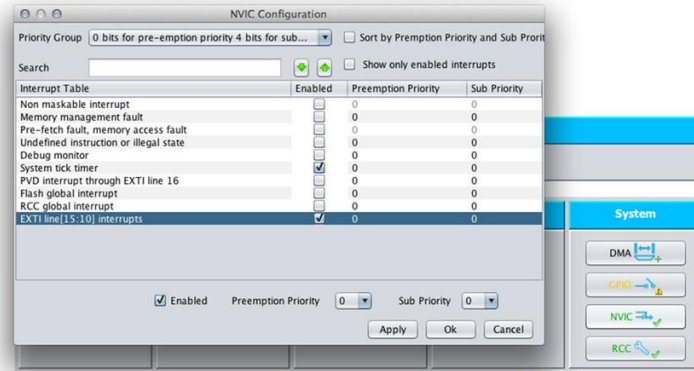 NVIC Configuration
Priority Group 0 bits for pre-emption priority 4 bits for sub... Sort by Premption Priority and Sub Prorit
Search Show only enabled interrupts
Interrupt Table Enabled Preemption Priority Sub Priority
Non maskable interrupt 0 0
Memory management fault 0 0
Pre-fetch fault, memory access fault 0 0
Undefined instruction or illegal state 0 0
Debug monitor 0 0
System tick timer 0 0
PVD interrupt through EXTI line 16 0 0
Flash global interrupt 0 0
RCC global interrupt 0 0
EXTI line[15:10] interrupts 0 0
Enabled Preemption Priority 0 Sub Priority 0
Apply Ok Cancel
System
DMA
GPIO
NVIC
RCC